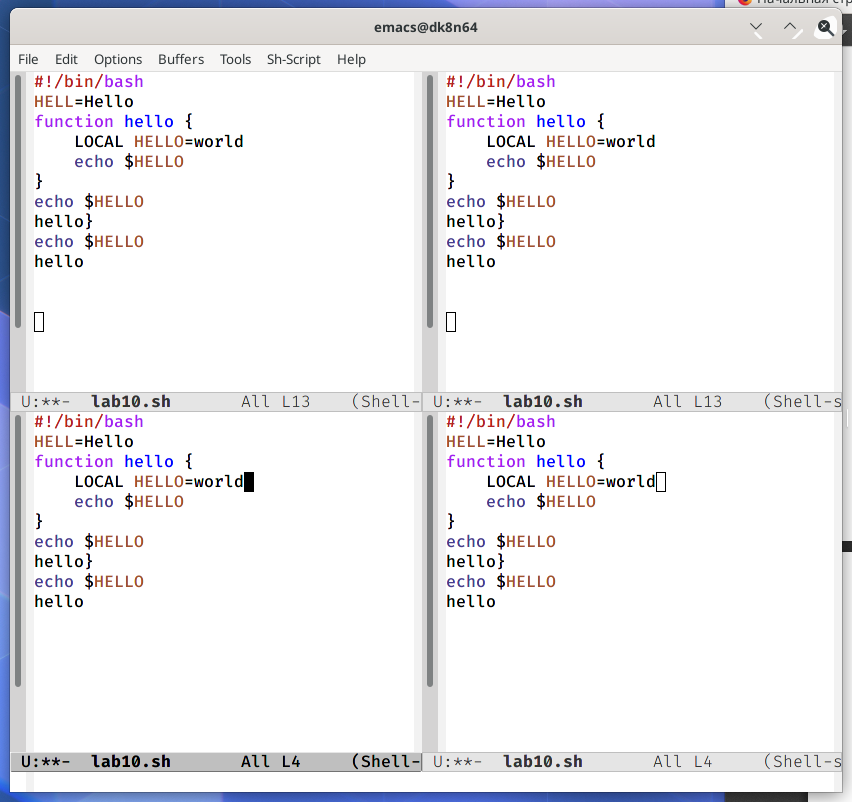 Начальная стр
emacs@dk8n64
File Edit Options Buffers Tools Sh-Script Help
#!/bin/bash
HELL=Hello
function hello {
    LOCAL HELLO=world
    echo $HELLO
}
echo $HELLO
hello}
echo $HELLO
hello
U:**-  lab10.sh       All L13    (Shell-
#!/bin/bash
HELL=Hello
function hello {
    LOCAL HELLO=world
    echo $HELLO
}
echo $HELLO
hello}
echo $HELLO
hello
U:**-  lab10.sh       All L13    (Shell-s
#!/bin/bash
HELL=Hello
function hello {
    LOCAL HELLO=world
    echo $HELLO
}
echo $HELLO
hello}
echo $HELLO
hello
U:**-  lab10.sh       All L4     (Shell-
#!/bin/bash
HELL=Hello
function hello {
    LOCAL HELLO=world
    echo $HELLO
}
echo $HELLO
hello}
echo $HELLO
hello
U:**-  lab10.sh       All L4     (Shell-s